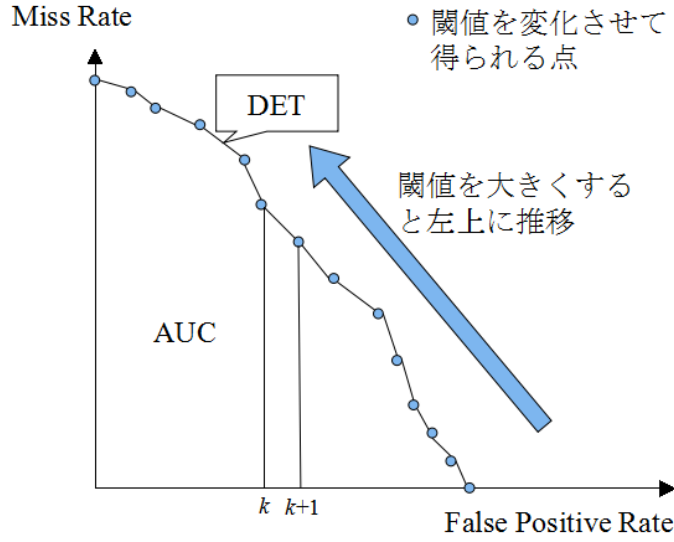 Miss Rate
閾値を変化させて
得られる点
DET
閾値を大きくする
と左上に推移
AUC
k k+1
False Positive Rate